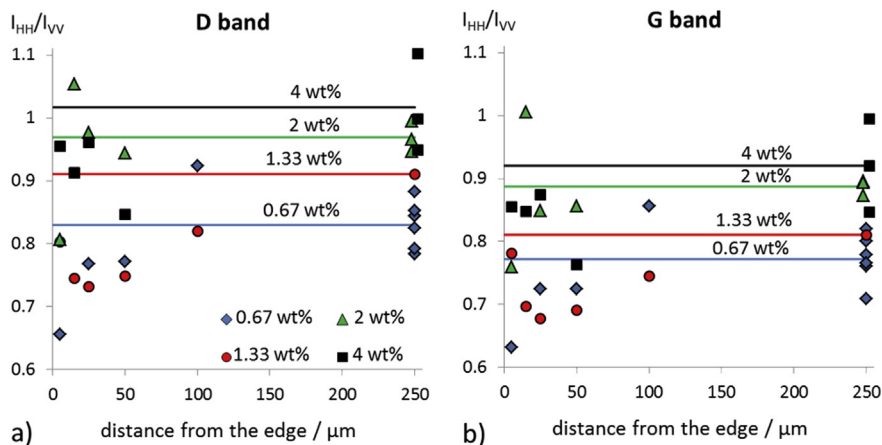 I_HH/I_VV
D band
1.1
1
0.9
0.8
0.7
0.6
4 wt%
2 wt%
1.33 wt%
0.67 wt%
0.67 wt%
2 wt%
1.33 wt%
4 wt%
0
50
100
150
200
250
a)
distance from the edge / µm
I_HH/I_VV
G band
1.1
1
0.9
0.8
0.7
0.6
4 wt%
2 wt%
1.33 wt%
0.67 wt%
0
50
100
150
200
250
b)
distance from the edge / µm